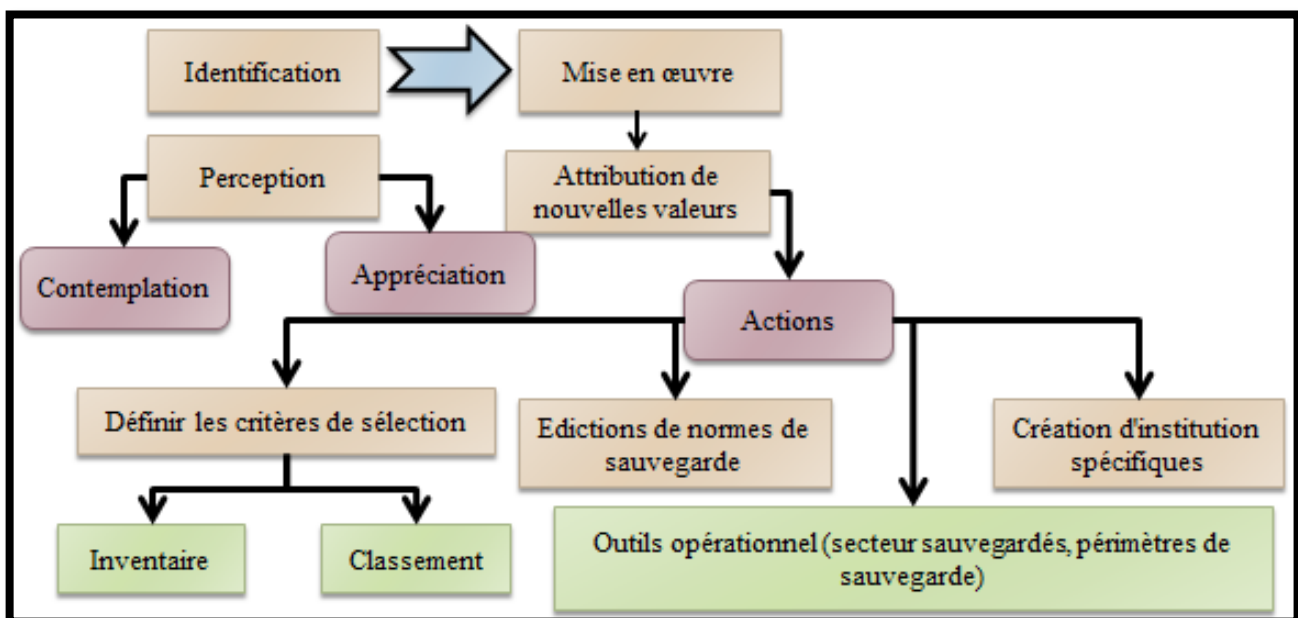 Identification
Mise en œuvre
Perception
Attribution de
nouvelles valeurs
Contemplation
Appréciation
Actions
Définir les critères de sélection
Edictions de normes de
sauvegarde
Création d'institution
spécifiques
Inventaire
Classement
Outils opérationnel (secteur sauvegardés, périmètres de
sauvegarde)